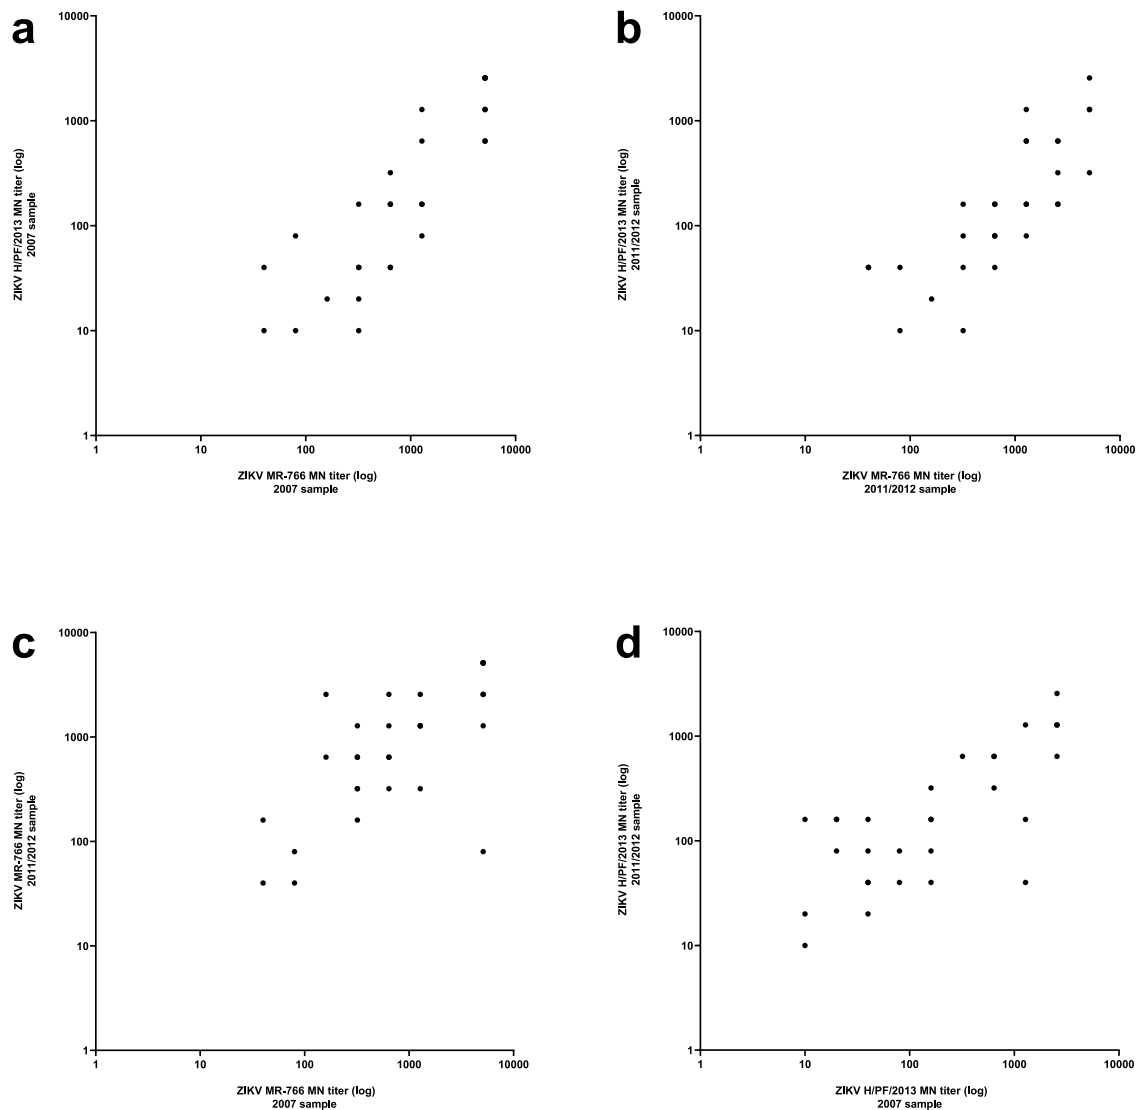 a
10000
1000
100
10
1
ZIKV H/PF/2013 MN titer (log)
2007 sample
1
10
100
1000
10000
ZIKV MR-766 MN titer (log)
2007 sample
b
10000
1000
100
10
1
ZIKV H/PF/2013 MN titer (log)
2011/2012 sample
1
10
100
1000
10000
ZIKV MR-766 MN titer (log)
2011/2012 sample
c
10000
1000
100
10
1
ZIKV MR-766 MN titer (log)
2011/2012 sample
1
10
100
1000
10000
ZIKV MR-766 MN titer (log)
2007 sample
d
10000
1000
100
10
1
ZIKV H/PF/2013 MN titer (log)
2011/2012 sample
1
10
100
1000
10000
ZIKV H/PF/2013 MN titer (log)
2007 sample